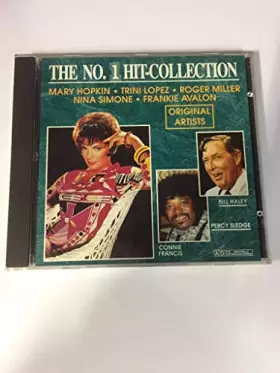 THE NO. 1 HIT-COLLECTION
MARY HOPKIN • TRINI LOPEZ • ROGER MILLER
NINA SIMONE • FRANKIE AVALON
ORIGINAL
ARTISTS
BILL HALEY
PERCY SLEDGE
CONNIE
FRANCIS